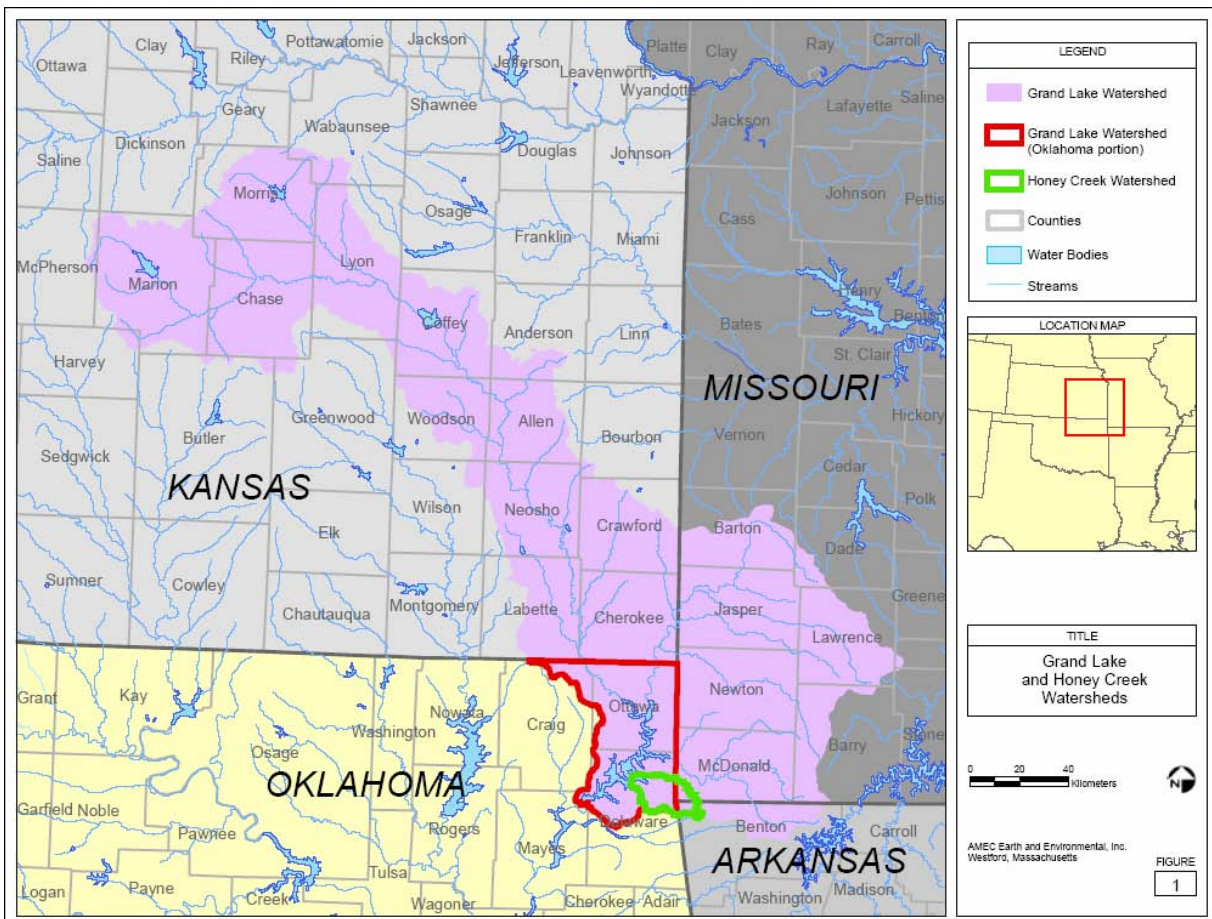 Clay
Riley
Pottawatomie
Jackson
Jefferson
Platte
Clay
Ray
Carroll
Ottawa
Leavenworth
Wyandotte
Geary
Shawnee
Jackson
Lafayette
Saline
Dickinson
Wabaunsee
Douglas
Johnson
Saline
Morris
Osage
Johnson
Pettis
Cass
Franklin
Miami
McPherson
Marion
Lyon
Chase
Coffey
Henry
Benton
Anderson
Linn
Bates
Harvey
St. Clair
MISSOURI
Greenwood
Woodson
Allen
Hickory
Butler
Bourbon
Vernon
Sedgwick
Cedar
KANSAS
Polk
Wilson
Neosho
Crawford
Barton
Elk
Dade
Sumner
Cowley
Greene
Chautauqua
Montgomery
Labette
Cherokee
Jasper
Lawrence
Newton
Grant
Kay
Nowata
Ottawa
Washington
Craig
Osage
Stone
Barry
McDonald
OKLAHOMA
Garfield
Noble
Delaware
Benton
Rogers
Carroll
Pawnee
Mayes
ARKANSAS
Tulsa
Logan
Payne
Creek
Wagoner
Cherokee
Adair
Washington
Madison
LEGEND
Grand Lake Watershed
Grand Lake Watershed
(Oklahoma portion)
Honey Creek Watershed
Counties
Water Bodies
Streams
LOCATION MAP
TITLE
Grand Lake
and Honey Creek
Watersheds
0 20 40
Kilometers
N
AMEC Earth and Environmental, Inc.
Westford, Massachusetts
FIGURE
1